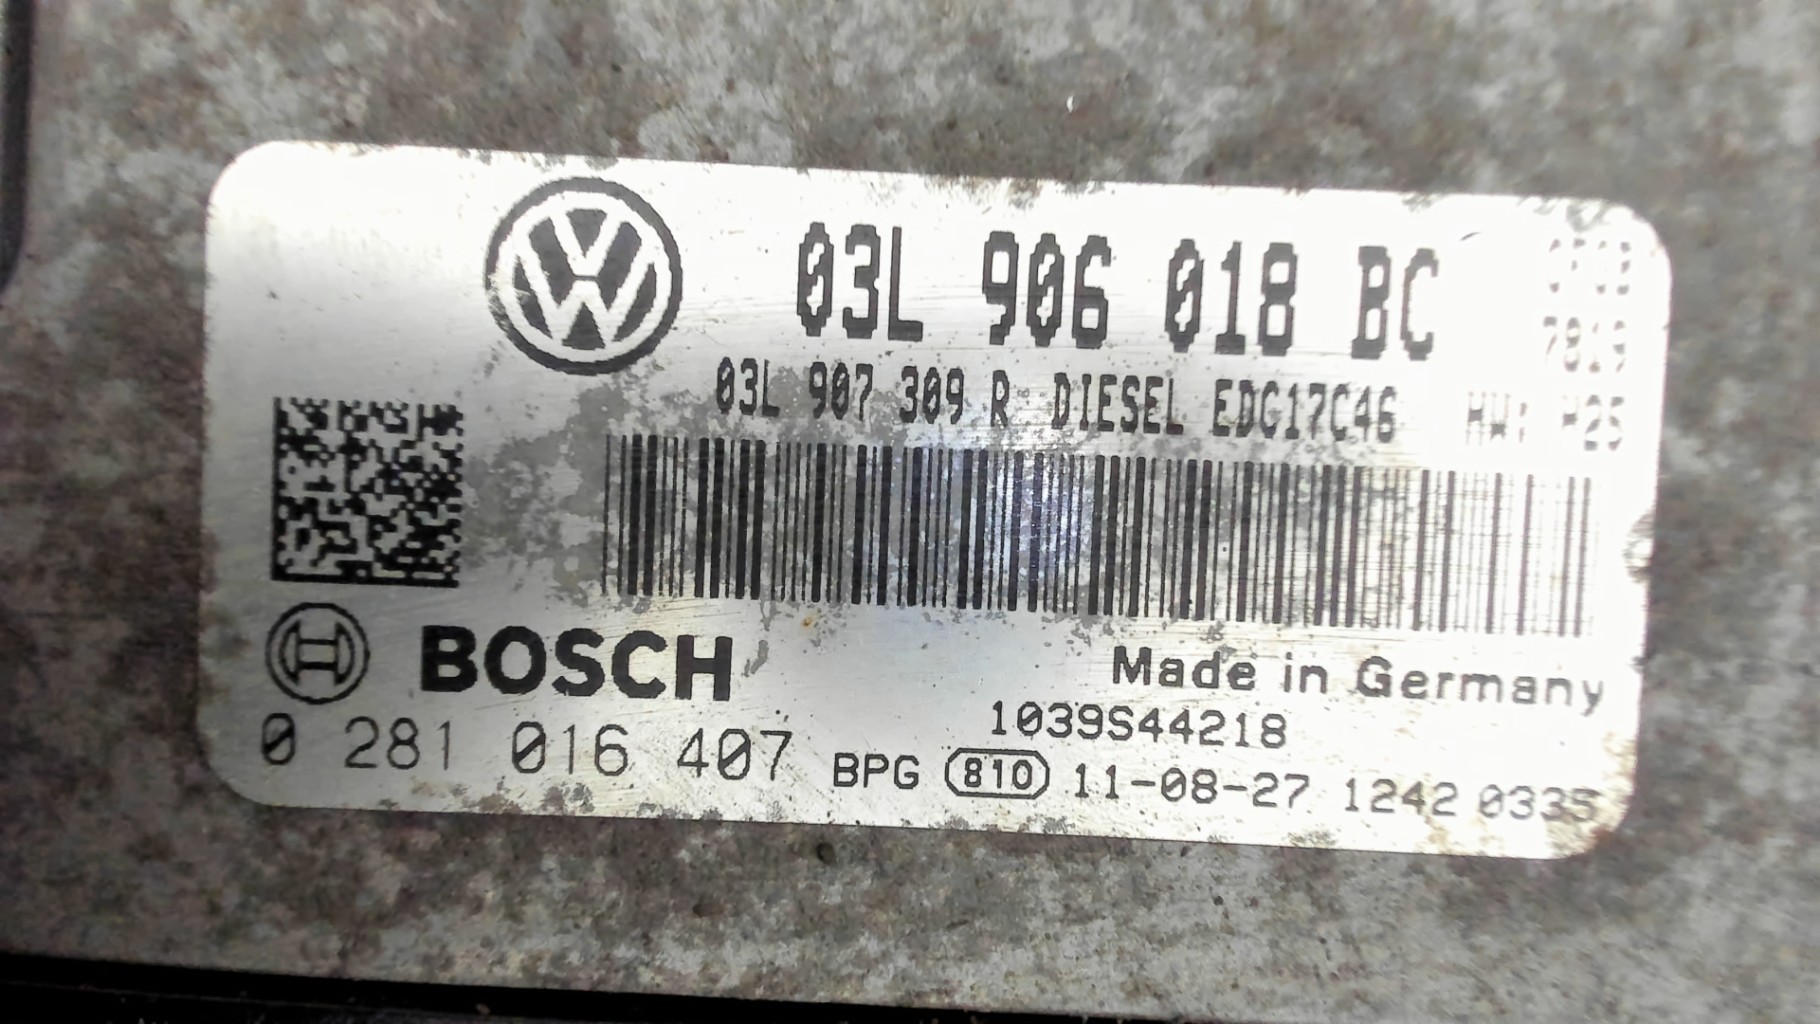 03L 906 018 BC
7819
03L 907 309 R DIESEL EDC17C46
BOSCH
Made in Germany
1039S44218
0 281 016 407 BPG 810 11-08-27 1242 0335